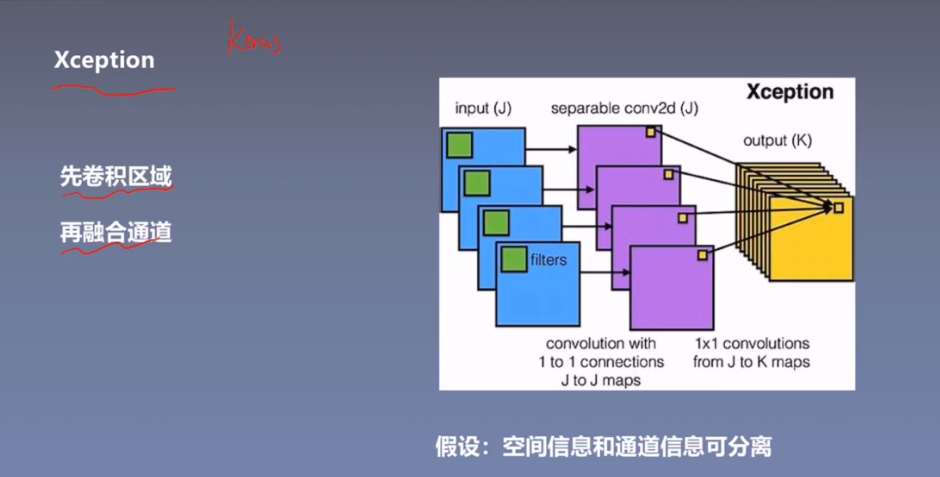 Xception
Keras
先卷积区域
再融合通道
Xception
input (J)
separable conv2d (J)
output (K)
filters
convolution with
1 to 1 connections
J to J maps
1x1 convolutions
from J to K maps
假设：空间信息和通道信息可分离